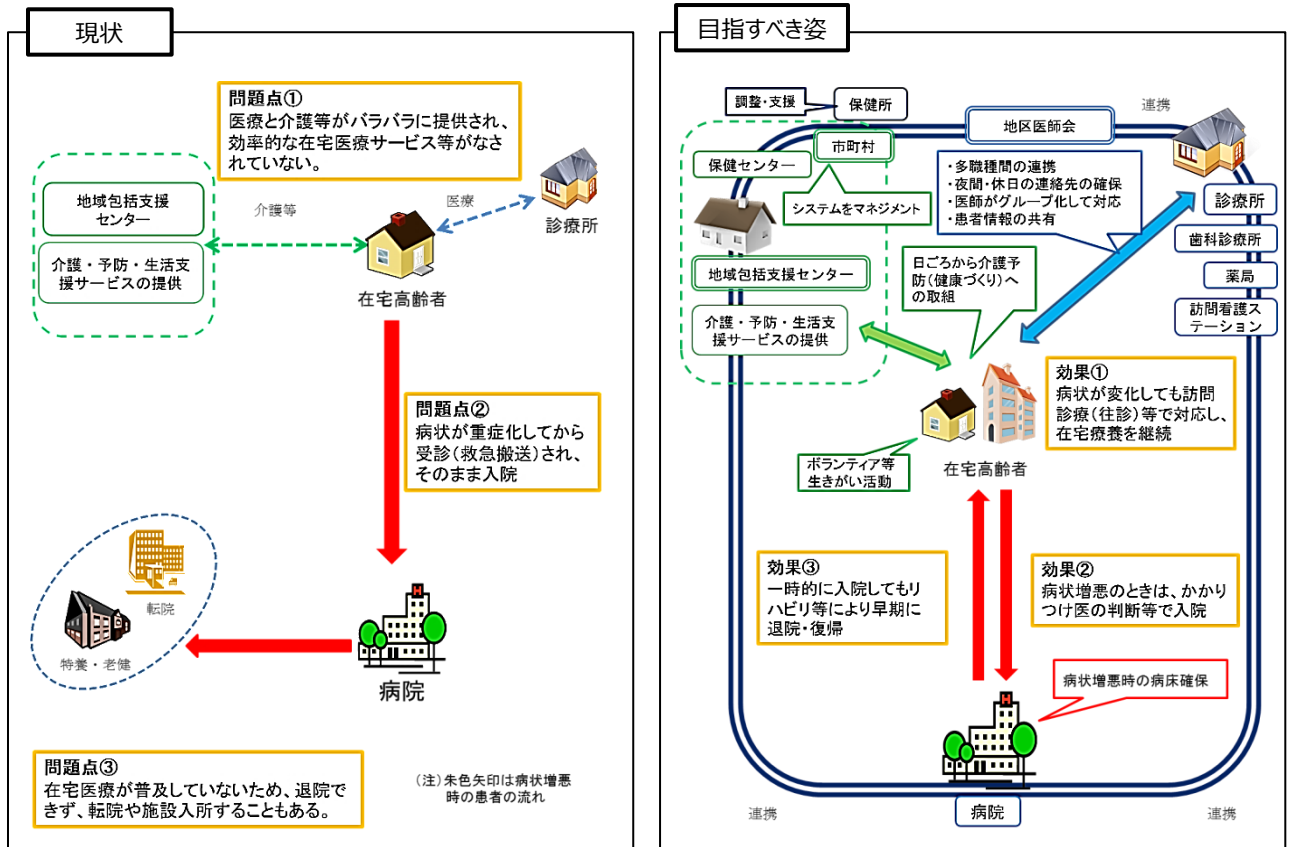 現状
問題点①
医療と介護等がバラバラに提供され、
効率的な在宅医療サービス等がなさ
れていない。
地域包括支援
センター
介護・予防・生活支
援サービスの提供
介護等
医療
診療所
在宅高齢者
問題点②
病状が重症化してから
受診(救急搬送)され、
そのまま入院
転院
特養・老健
病院
問題点③
在宅医療が普及していないため、退院で
きず、転院や施設入所することもある。
(注)朱色矢印は病状増悪
時の患者の流れ
目指すべき姿
調整・支援
保健所
連携
地区医師会
市町村
保健センター
システムをマネジメント
・多職種間の連携
・夜間・休日の連絡先の確保
・医師がグループ化して対応
・患者情報の共有
診療所
歯科診療所
薬局
訪問看護ス
テーション
地域包括支援センター
介護・予防・生活支
援サービスの提供
日ごろから介護予
防(健康づくり)へ
の取組
効果①
病状が変化しても訪問
診療(往診)等で対応し、
在宅療養を継続
ボランティア等
生きがい活動
在宅高齢者
効果③
一時的に入院してもリ
ハビリ等により早期に
退院・復帰
効果②
病状増悪のときは、かかり
つけ医の判断等で入院
病状増悪時の病床確保
連携
病院
連携